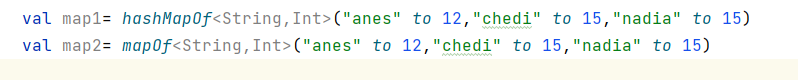 val map1= hashMapOf<String,Int>("anes" to 12,"chedi" to 15,"nadia" to 15)
val map2= mapOf<String,Int>("anes" to 12,"chedi" to 15,"nadia" to 15)